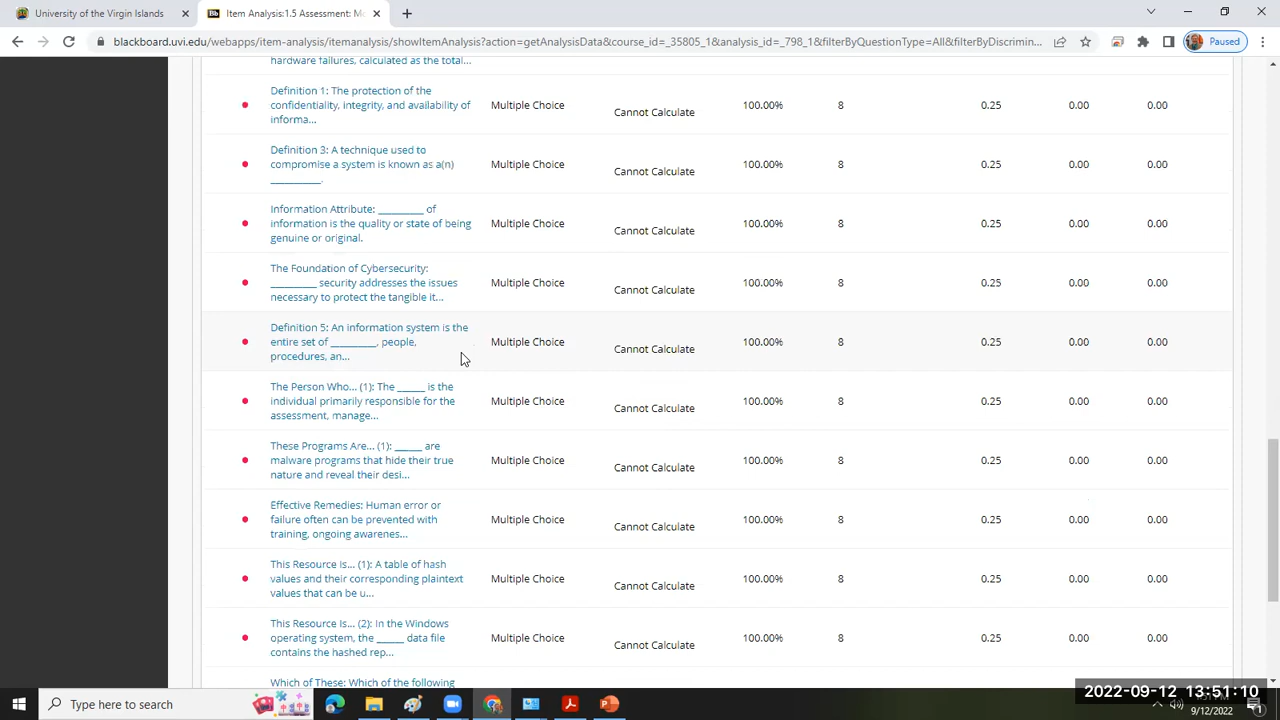 University of the Virgin Islands
Item Analysis:1.5 Assessment: Mo
blackboard.uvi.edu/webapps/item-analysis/itemanalysis/showItemAnalysis?action=getAnalysisData&course_id=_35805_1&analysis_id=_798_1&filterByQuestionType=All&filterByDiscrimin...
Paused
hardware failures, calculated as the total...
Definition 1: The protection of the
confidentiality, integrity, and availability of
informa...
Multiple Choice
Cannot Calculate
100.00%
8
0.25
0.00
0.00
Definition 3: A technique used to
compromise a system is known as a(n)
__________.
Multiple Choice
Cannot Calculate
100.00%
8
0.25
0.00
0.00
Information Attribute: _________ of
information is the quality or state of being
genuine or original.
Multiple Choice
Cannot Calculate
100.00%
8
0.25
0.00
0.00
The Foundation of Cybersecurity:
_________ security addresses the issues
necessary to protect the tangible it...
Multiple Choice
Cannot Calculate
100.00%
8
0.25
0.00
0.00
Definition 5: An information system is the
entire set of _________, people,
procedures, an...
Multiple Choice
Cannot Calculate
100.00%
8
0.25
0.00
0.00
The Person Who... (1): The ______ is the
individual primarily responsible for the
assessment, manage...
Multiple Choice
Cannot Calculate
100.00%
8
0.25
0.00
0.00
These Programs Are... (1): ______ are
malware programs that hide their true
nature and reveal their desi...
Multiple Choice
Cannot Calculate
100.00%
8
0.25
0.00
0.00
Effective Remedies: Human error or
failure often can be prevented with
training, ongoing awarenes...
Multiple Choice
Cannot Calculate
100.00%
8
0.25
0.00
0.00
This Resource Is... (1): A table of hash
values and their corresponding plaintext
values that can be u...
Multiple Choice
Cannot Calculate
100.00%
8
0.25
0.00
0.00
This Resource Is... (2): In the Windows
operating system, the ______ data file
contains the hashed rep...
Multiple Choice
Cannot Calculate
100.00%
8
0.25
0.00
0.00
Which of These: Which of the following
Type here to search
2022-09-12 13:51:10
9/12/2022